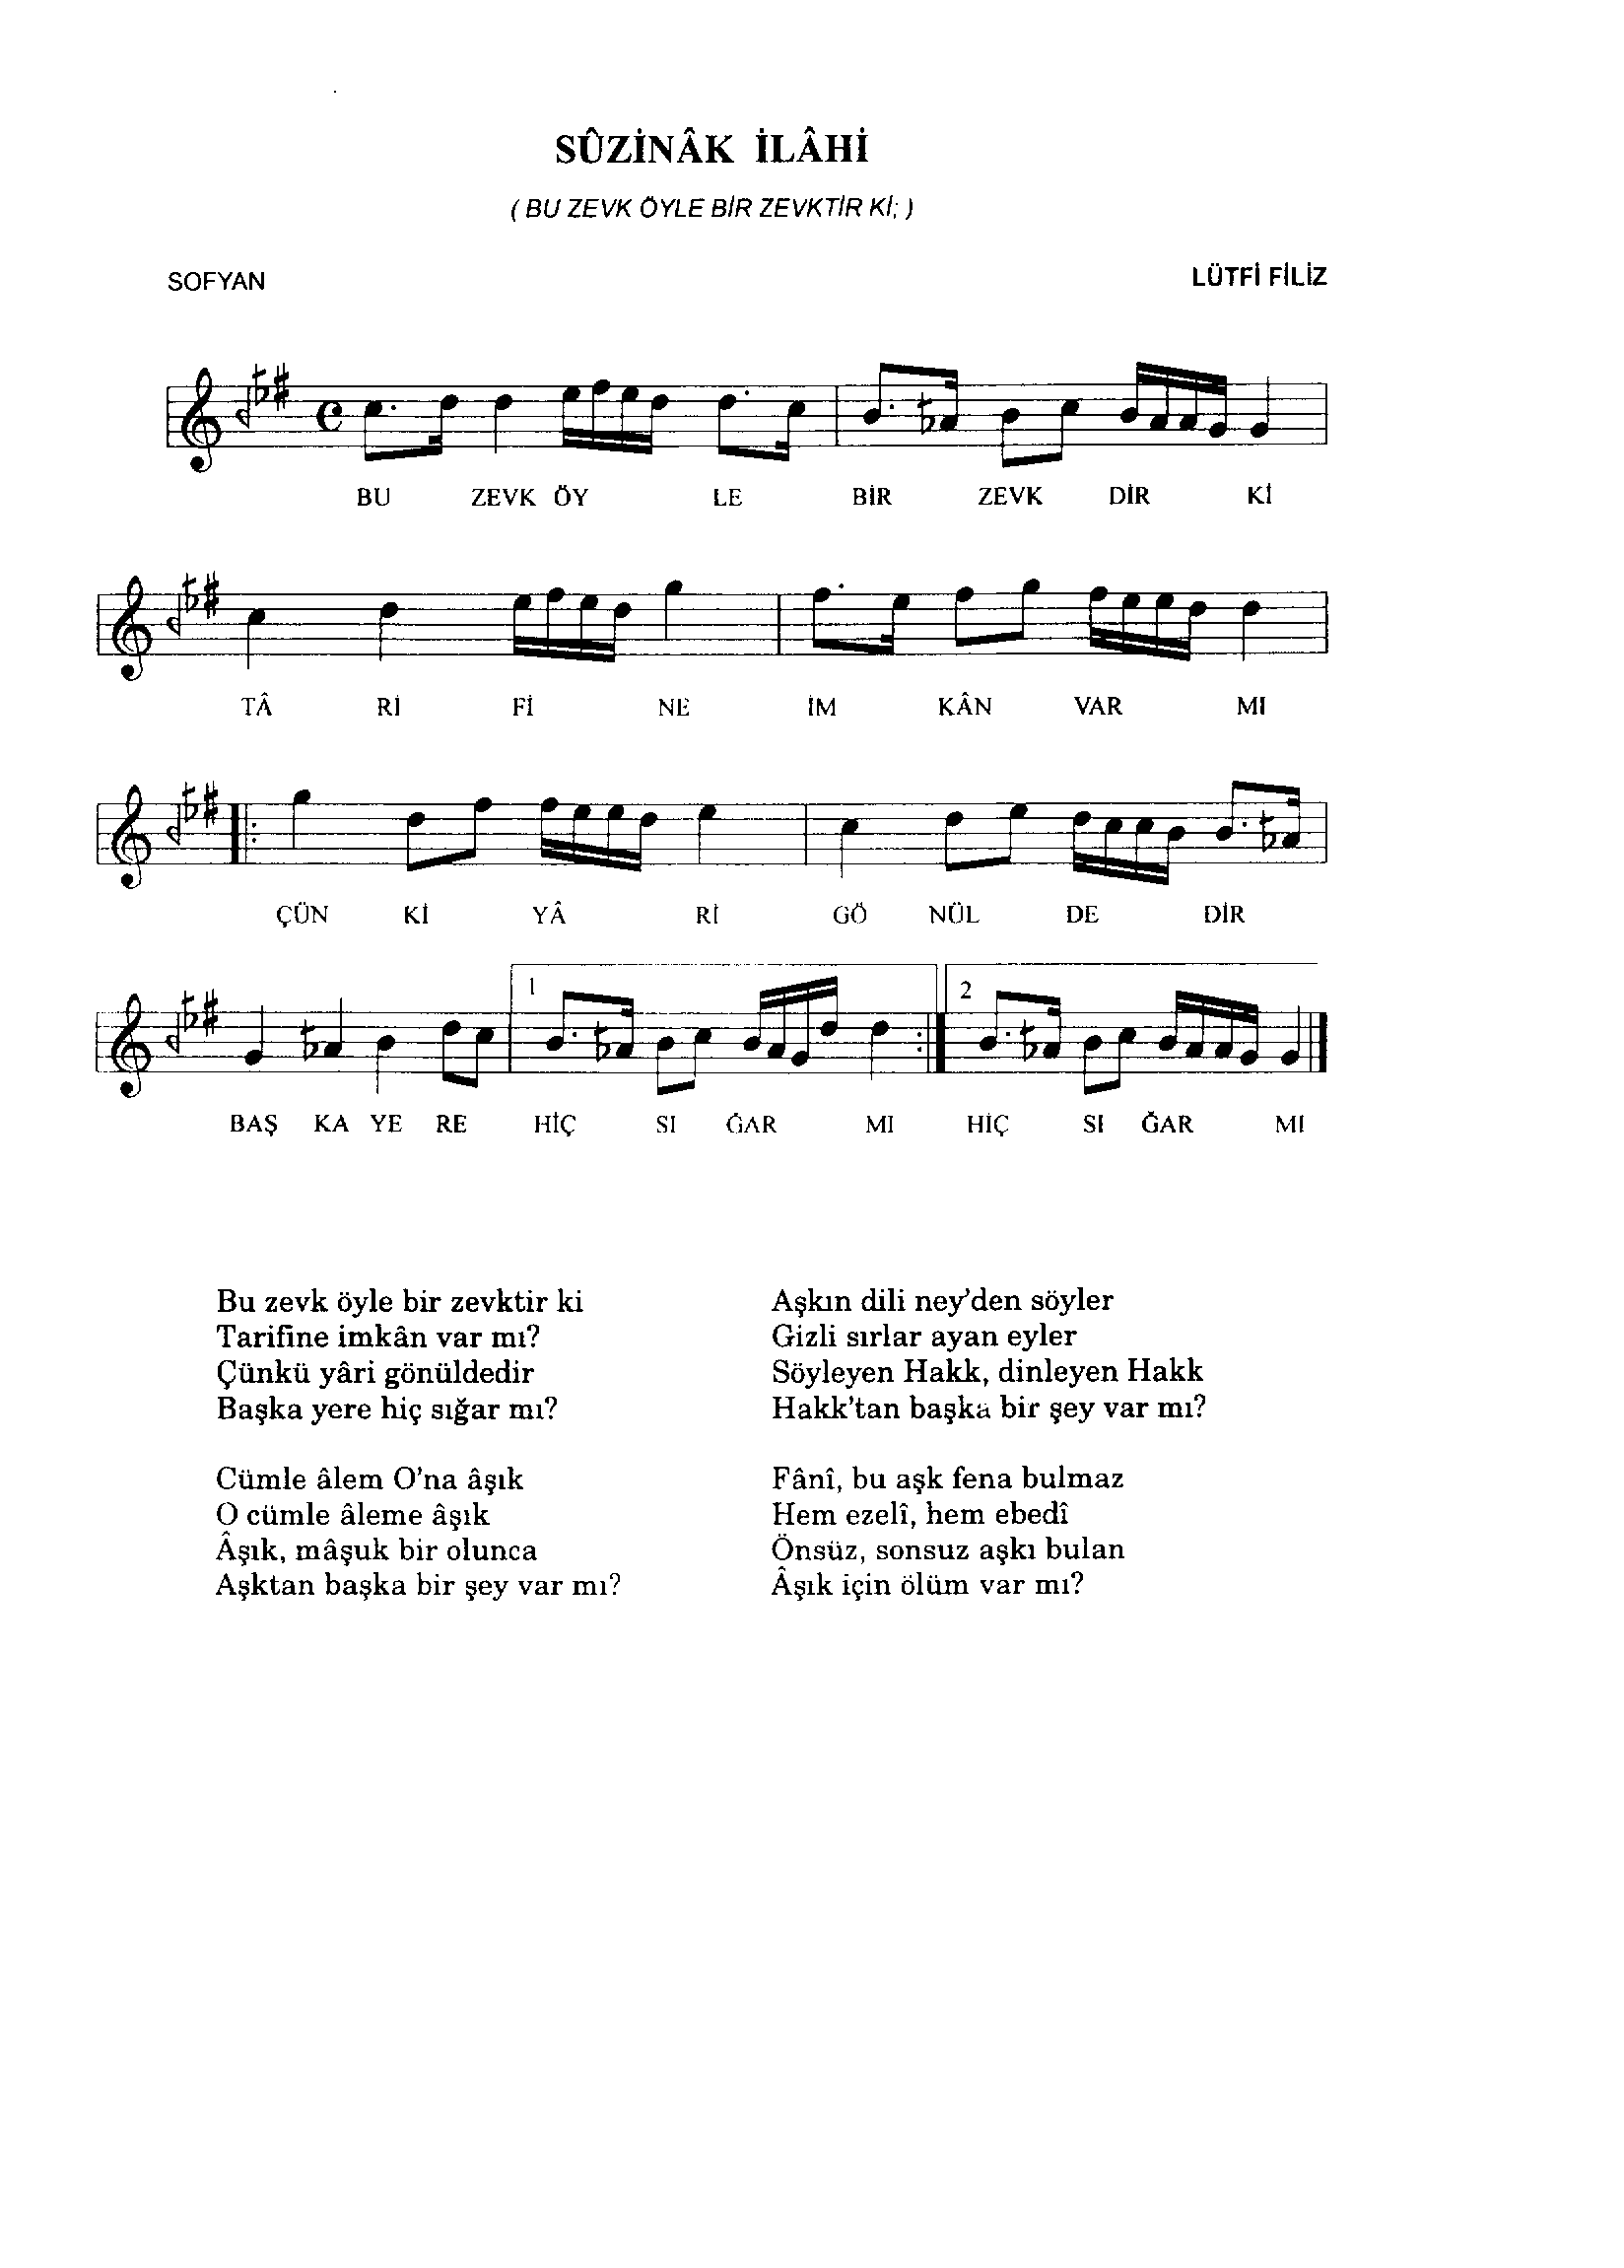 SÛZİNÂK İLÂHİ
( BU ZEVK ÖYLE BİR ZEVKTİR Kİ; )
SOFYAN
LÜTFİ FİLİZ
BU ZEVK ÖY LE BİR ZEVK DİR Kİ
TÂ Rİ Fİ NE İM KÂN VAR MI
ÇÜN Kİ YÂ Rİ GÖ NÜL DE DİR
1 2
BAŞ KA YE RE HİÇ SI ĞAR MI HİÇ SI ĞAR MI
Bu zevk öyle bir zevktir ki
Tarifine imkân var mı?
Çünkü yâri gönüldedir
Başka yere hiç sığar mı?
Cümle âlem O'na âşık
O cümle âleme âşık
Âşık, mâşuk bir olunca
Aşktan başka bir şey var mı?
Aşkın dili ney'den söyler
Gizli sırlar ayan eyler
Söyleyen Hakk, dinleyen Hakk
Hakk'tan başka bir şey var mı?
Fânî, bu aşk fena bulmaz
Hem ezelî, hem ebedî
Önsüz, sonsuz aşkı bulan
Âşık için ölüm var mı?